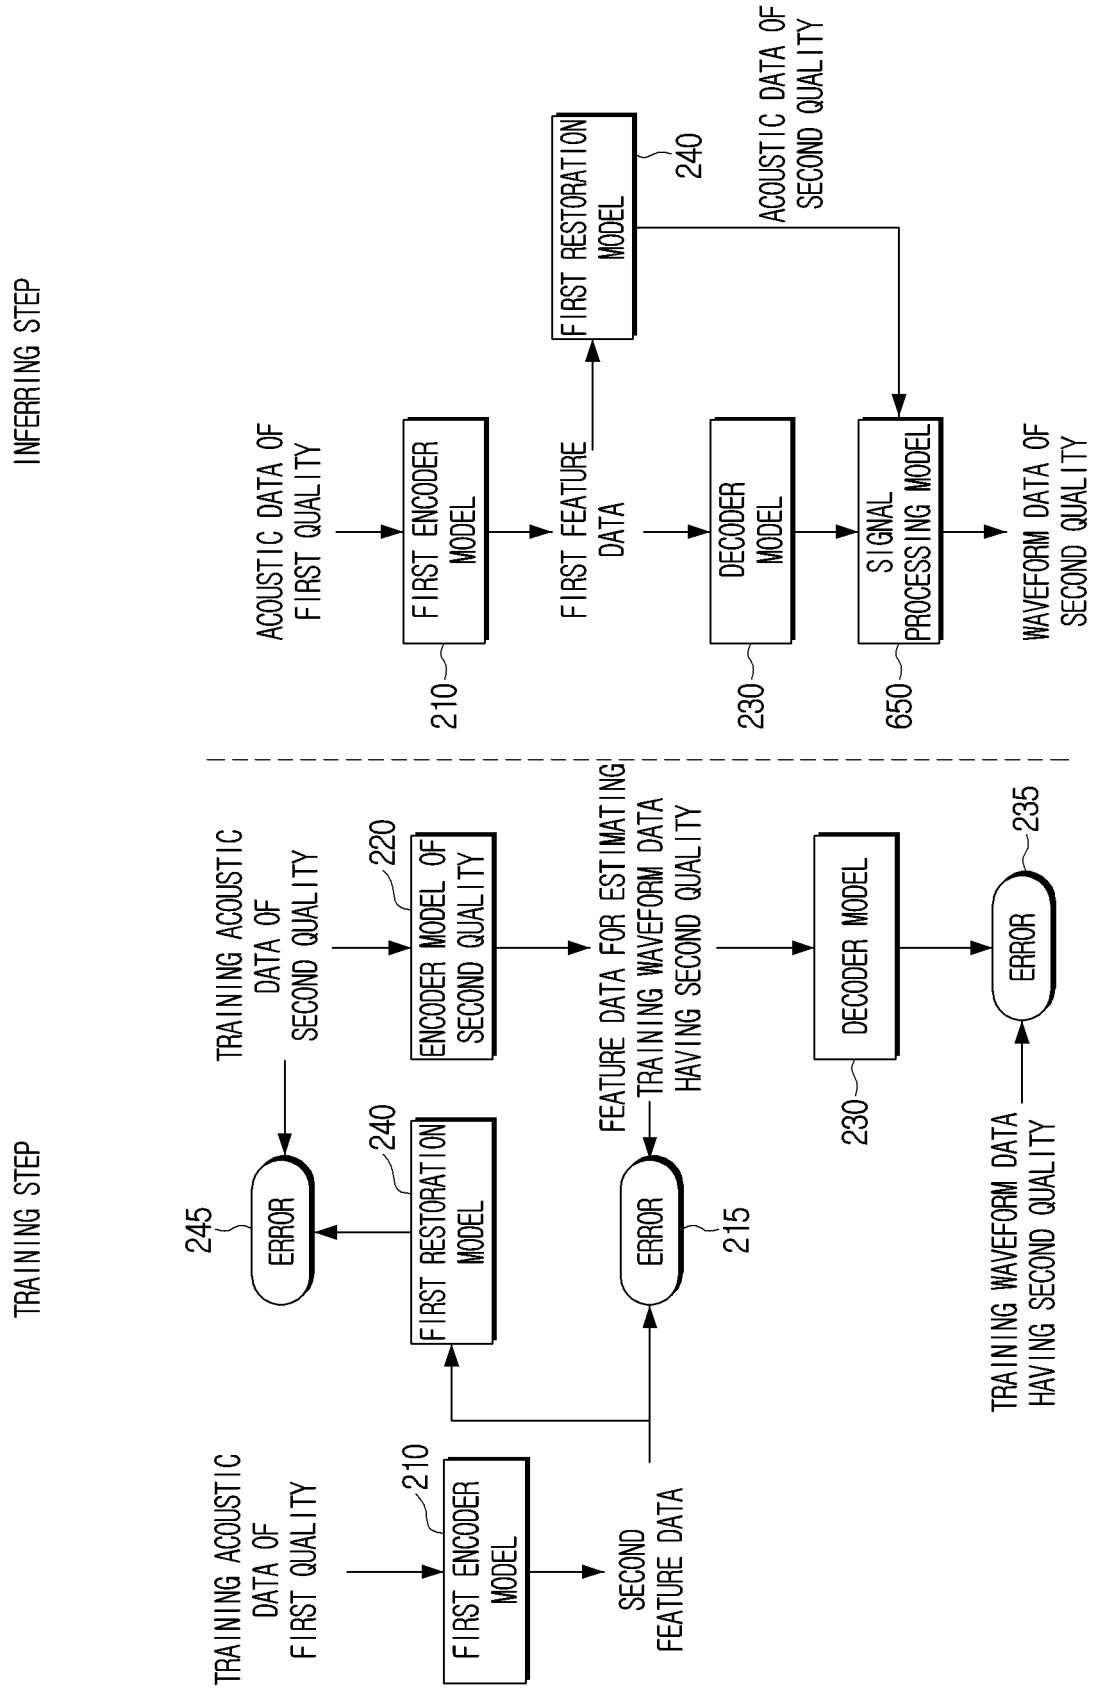 TRAINING STEP
TRAINING ACOUSTIC
DATA OF
FIRST QUALITY
210
FIRST ENCODER
MODEL
SECOND
FEATURE DATA
245
ERROR
240
FIRST RESTORATION
MODEL
ERROR
215
TRAINING ACOUSTIC
DATA OF
SECOND QUALITY
220
ENCODER MODEL OF
SECOND QUALITY
FEATURE DATA FOR ESTIMATING
TRAINING WAVEFORM DATA
HAVING SECOND QUALITY
DECODER MODEL
230
TRAINING WAVEFORM DATA
HAVING SECOND QUALITY
ERROR
235
INFERRING STEP
ACOUSTIC DATA OF
FIRST QUALITY
FIRST ENCODER
MODEL
210
FIRST FEATURE
DATA
FIRST RESTORATION
MODEL
240
ACOUSTIC DATA OF
SECOND QUALITY
DECODER
MODEL
230
SIGNAL
PROCESSING MODEL
650
WAVEFORM DATA OF
SECOND QUALITY